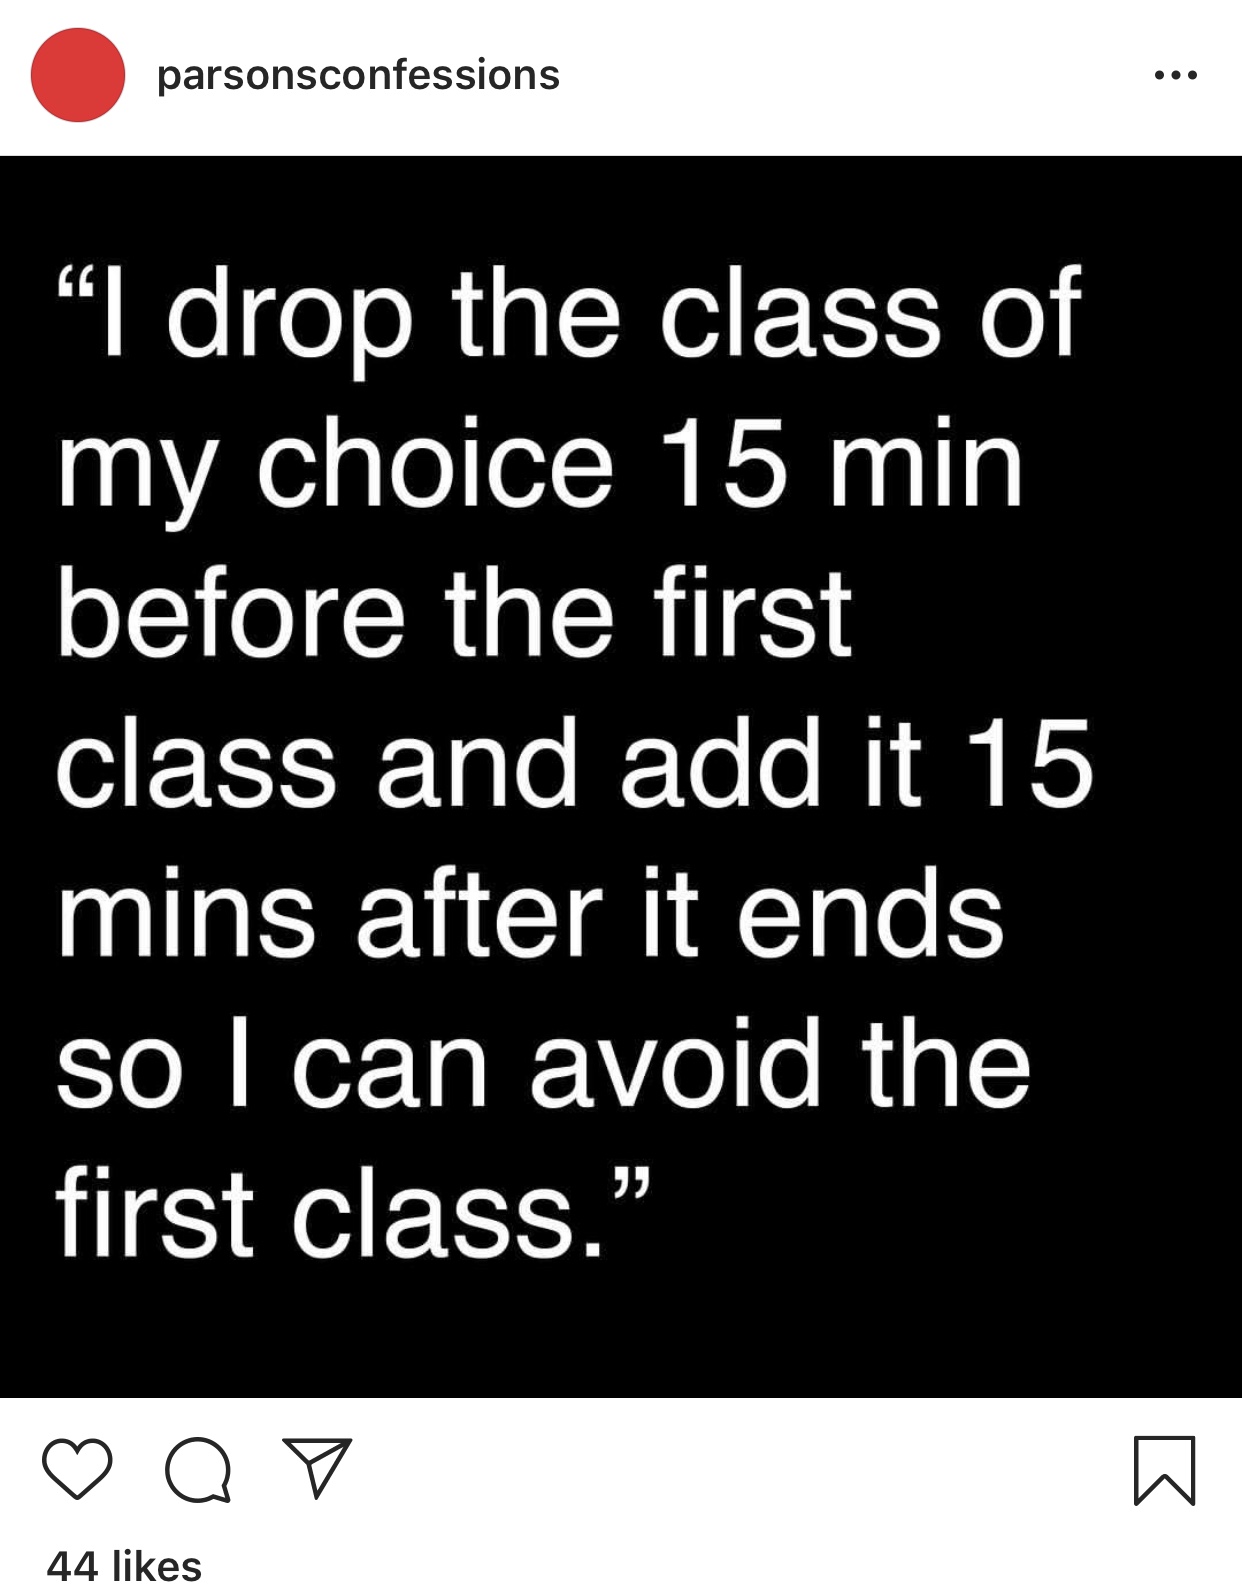 parsonsconfessions
“I drop the class of
my choice 15 min
before the first
class and add it 15
mins after it ends
so I can avoid the
first class.”
44 likes